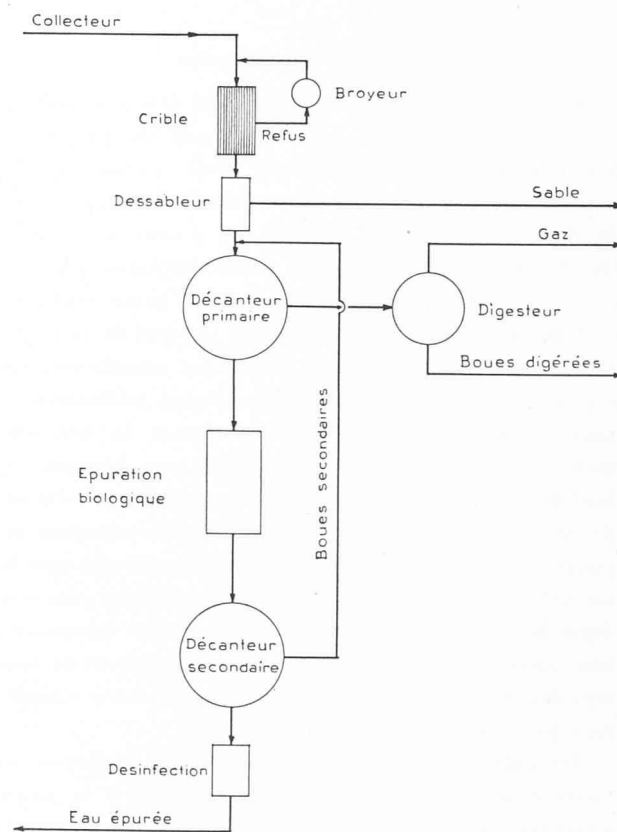 Collecteur
Broyeur
Crible
Refus
Dessableur
Sable
Gaz
Décanteur
primaire
Digesteur
Boues digérées
Boues secondaires
Epuration
biologique
Décanteur
secondaire
Desinfection
Eau épurée